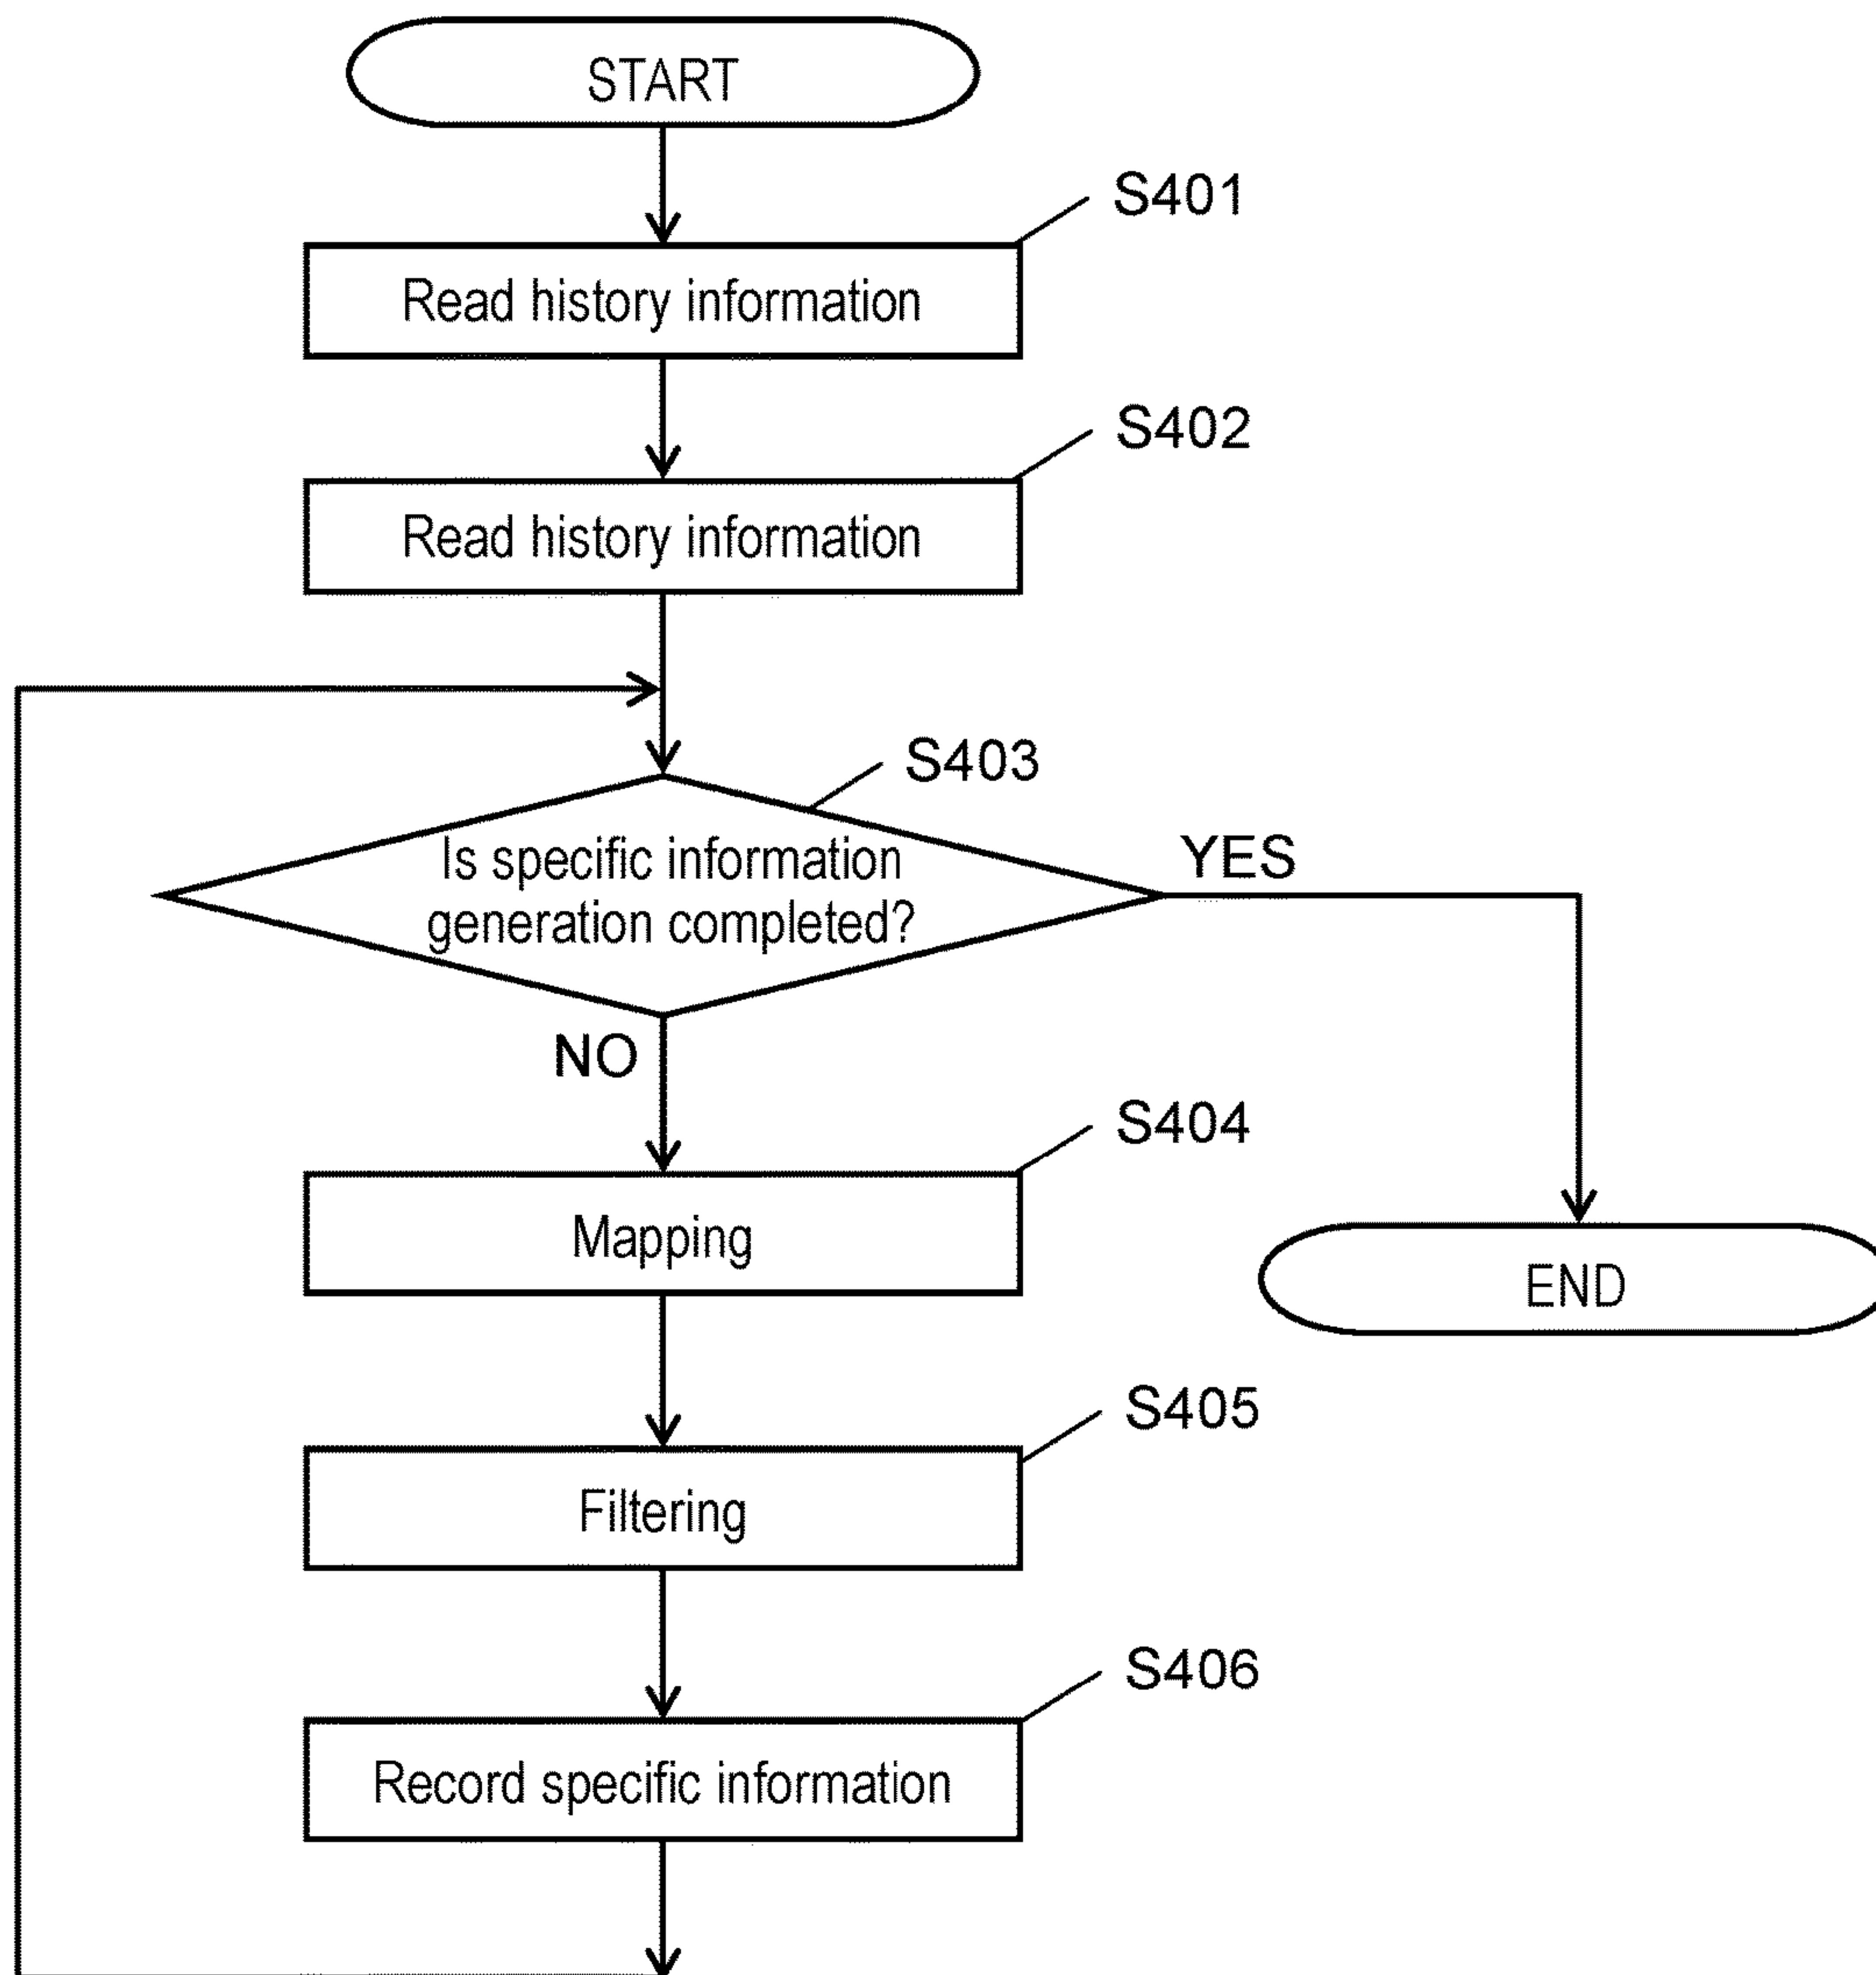 START
S401
Read history information
S402
Read history information
S403
Is specific information
generation completed?
YES
NO
S404
Mapping
END
S405
Filtering
S406
Record specific information